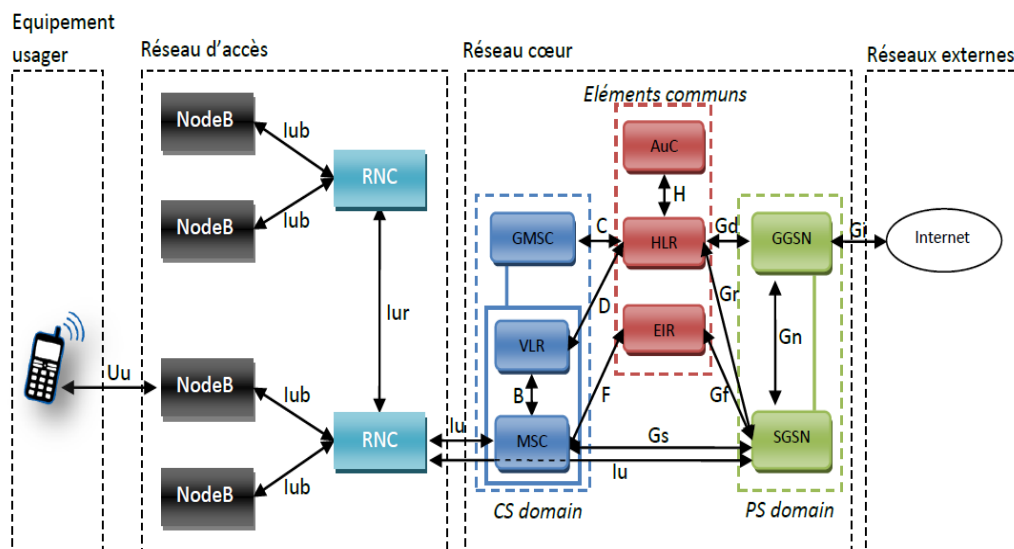 Equipement
usager
Réseau d'accès
Réseau cœur
Réseaux externes
Eléments communs
NodeB
Iub
AuC
RNC
H
NodeB
Iub
GMSC
C
HLR
Gd
GGSN
Gi
Internet
Iur
D
Gr
VLR
EIR
Gn
Uu
NodeB
Iub
B
F
Gf
RNC
Iu
MSC
Gs
SGSN
Iu
NodeB
Iub
CS domain
PS domain